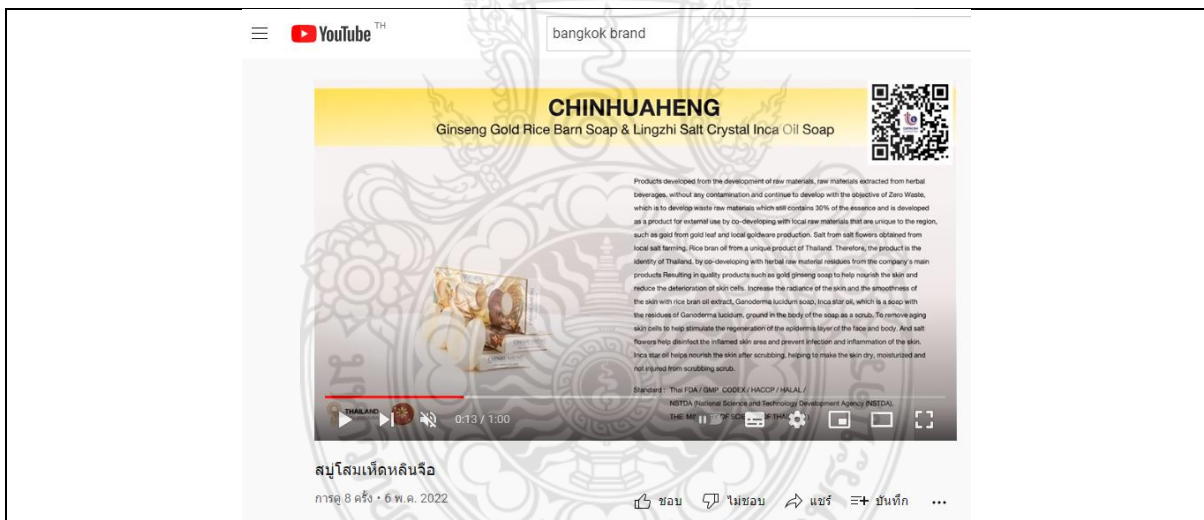 YouTube TH
bangkok brand
CHINHUAHENG
Ginseng Gold Rice Barn Soap & Lingzhi Salt Crystal Inca Oil Soap
Products developed from the development of raw materials, raw materials extracted from herbal
beverages, without any contamination and continue to develop with the objective of Zero Waste,
which is to develop waste raw materials which still contains 30% of the essence and is developed
as a product for external use by co-developing with local raw materials that are unique to the region,
such as gold from gold leaf and local goldware production. Salt from salt flowers obtained from
local salt farming. Rice bran oil from a unique product of Thailand. Therefore, the product is the
identity of Thailand, by co-developing with herbal raw material residues from the company's main
products Resulting in quality products such as gold ginseng soap to help nourish the skin and
reduce the deterioration of skin cells. Increase the radiance of the skin and the smoothness of
the skin with rice bran oil extract, Ganoderma lucidum soap, Inca star oil, which is a soap with
the residues of Ganoderma lucidum, ground in the body of the soap as a scrub. To remove aging
skin cells to help stimulate the regeneration of the epidermis layer of the face and body. And salt
flowers help disinfect the inflamed skin area and prevent infection and inflammation of the skin.
Inca star oil helps nourish the skin after scrubbing, helping to make the skin dry, moisturized and
not injured from scrubbing scrub.
Standard : Thai FDA / GMP CODEX / HACCP / HALAL /
NSTDA (National Science and Technology Development Agency (NSTDA),
THAILAND
0:13 / 1:00
สบู่โสมเห็ดหลินจือ
การดู 8 ครั้ง • 6 พ.ค. 2022
ชอบ ไม่ชอบ แชร์ บันทึก